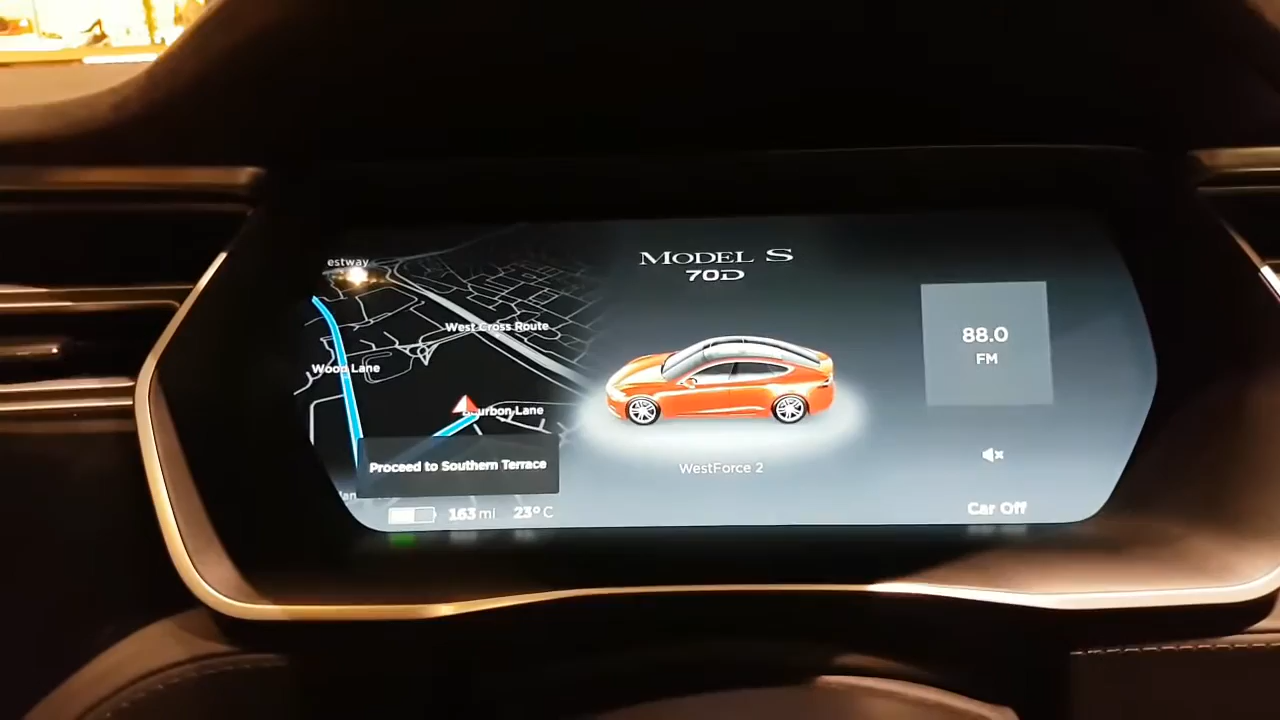 estway
West Cross Route
Wood Lane
Bourbon Lane
Proceed to Southern Terrace
163 mi 23°C
MODEL S
70D
WestForce 2
88.0
FM
Car Off